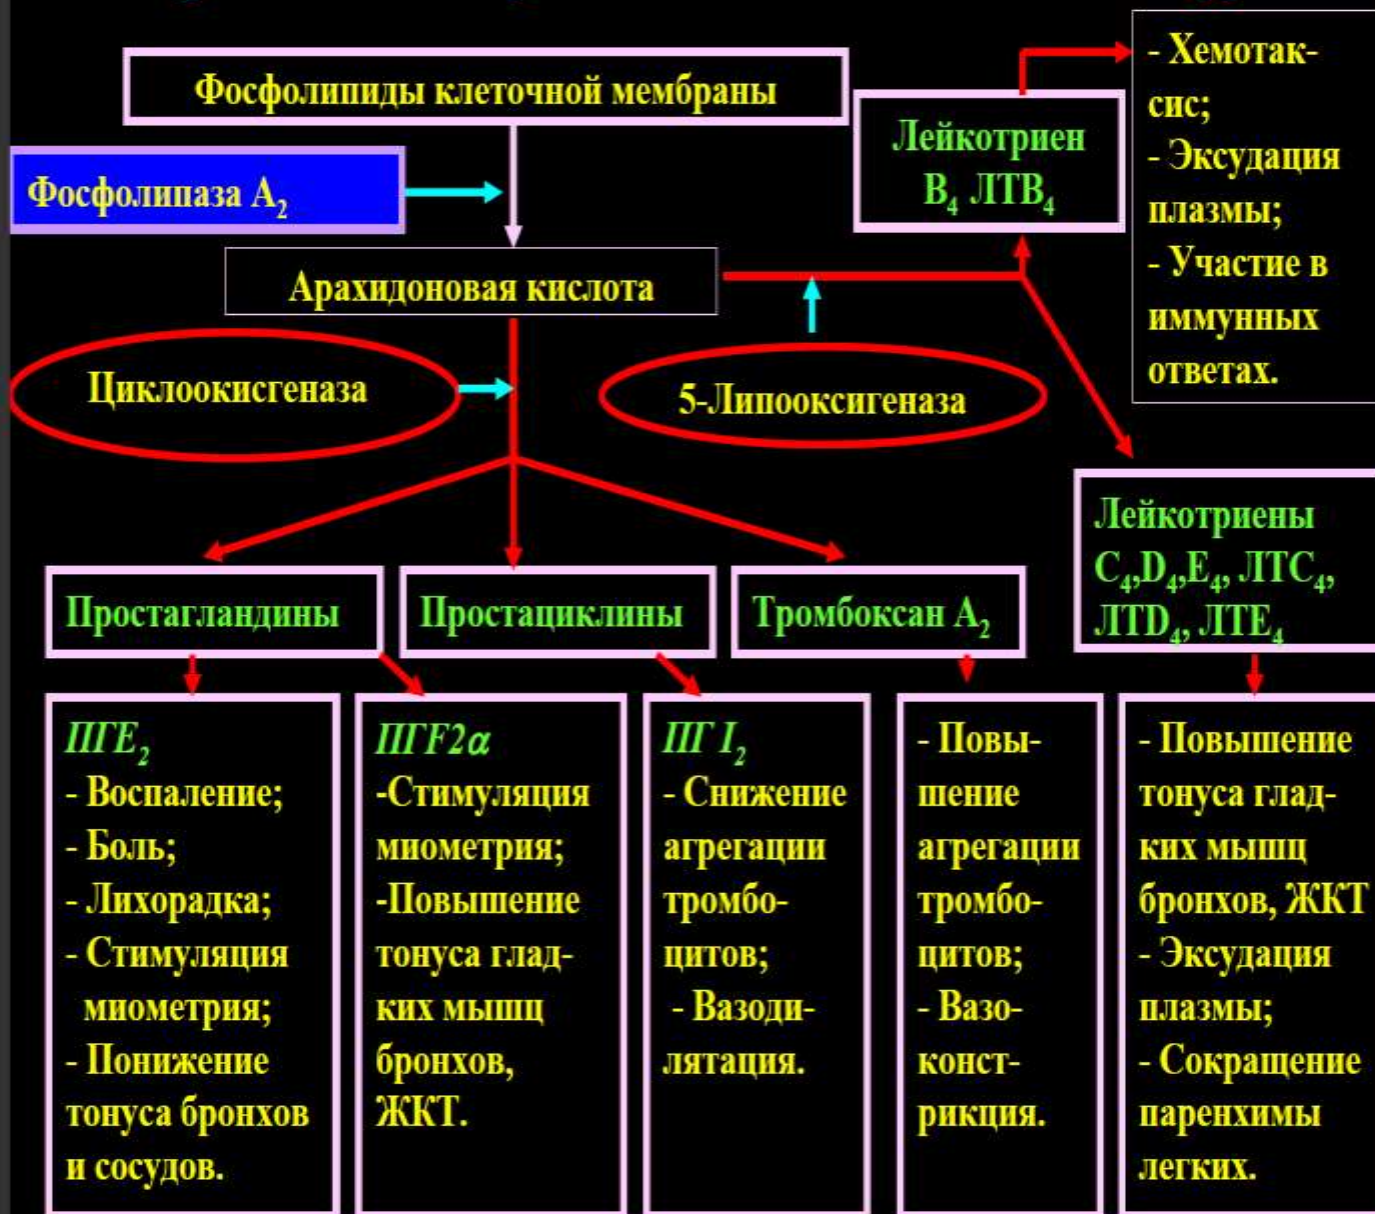 Фосфолипиды клеточной мембраны
Фосфолипаза А₂
Арахидоновая кислота
Лейкотриен
В₄ ЛТВ₄
- Хемотак-
сис;
- Эксудация
плазмы;
- Участие в
иммунных
ответах.
Циклоокисгеназа
5-Липооксигеназа
Простагландины
Простациклины
Тромбоксан А₂
Лейкотриены
C₄,D₄,E₄, ЛТС₄,
ЛТD₄, ЛТЕ₄
ПГЕ₂
- Воспаление;
- Боль;
- Лихорадка;
- Стимуляция
миометрия;
- Понижение
тонуса бронхов
и сосудов.
ПГF2α
-Стимуляция
миометрия;
-Повышение
тонуса глад-
ких мышц
бронхов,
ЖКТ.
ПГ I₂
- Снижение
агрегации
тромбо-
цитов;
- Вазоди-
лятация.
- Повы-
шение
агрегации
тромбо-
цитов;
- Вазо-
конст-
рикция.
- Повышение
тонуса глад-
ких мышц
бронхов, ЖКТ
- Эксудация
плазмы;
- Сокращение
паренхимы
легких.